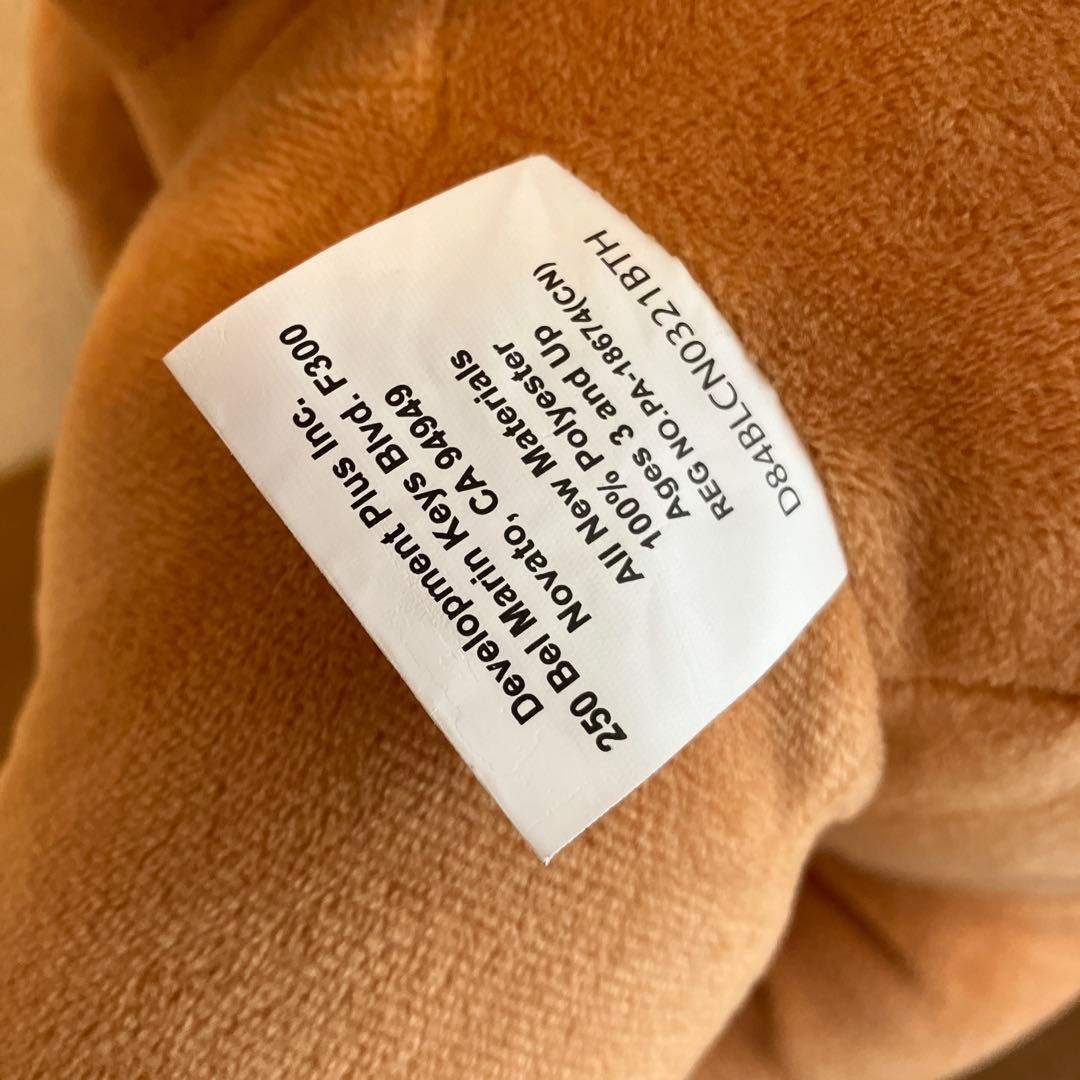 Development Plus Inc.
250 Bel Marin Keys Blvd. F300
Novato, CA 94949
All New Materials
100% Polyester
Ages 3 and Up
REG NO.PA-18674(CN)
D84BLCN0321BTH